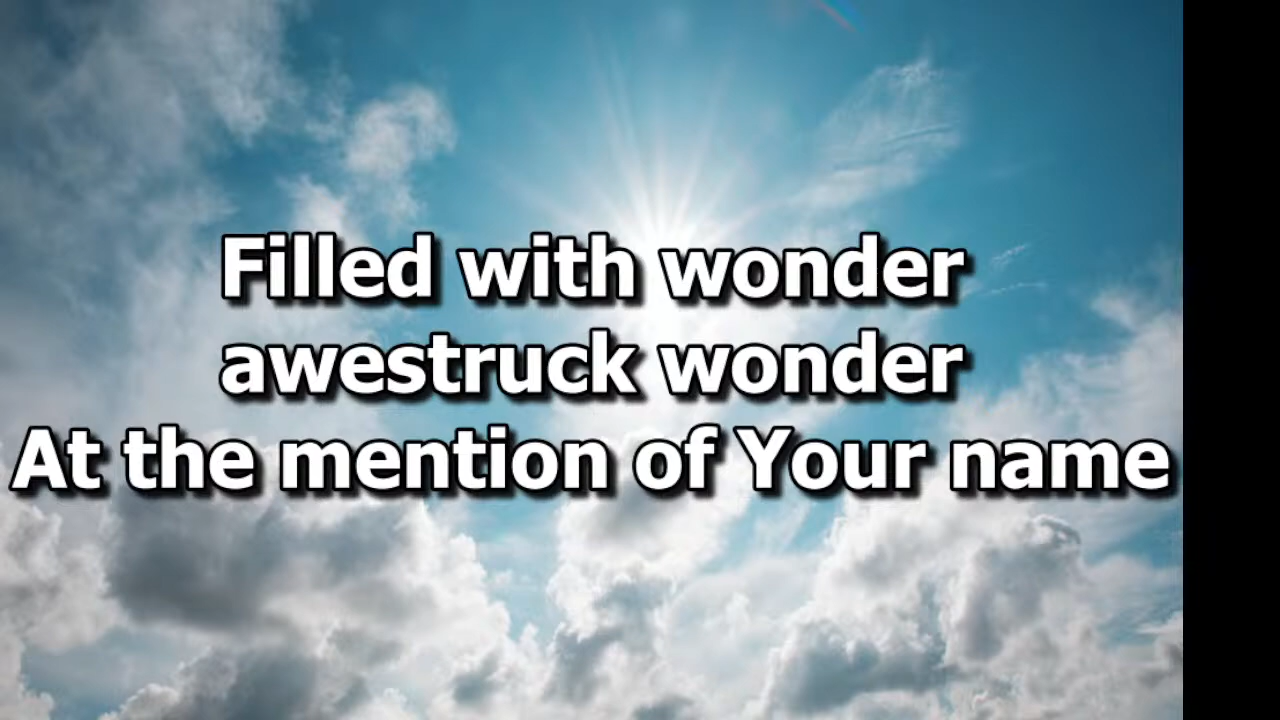 Filled with wonder
awestruck wonder
At the mention of Your name